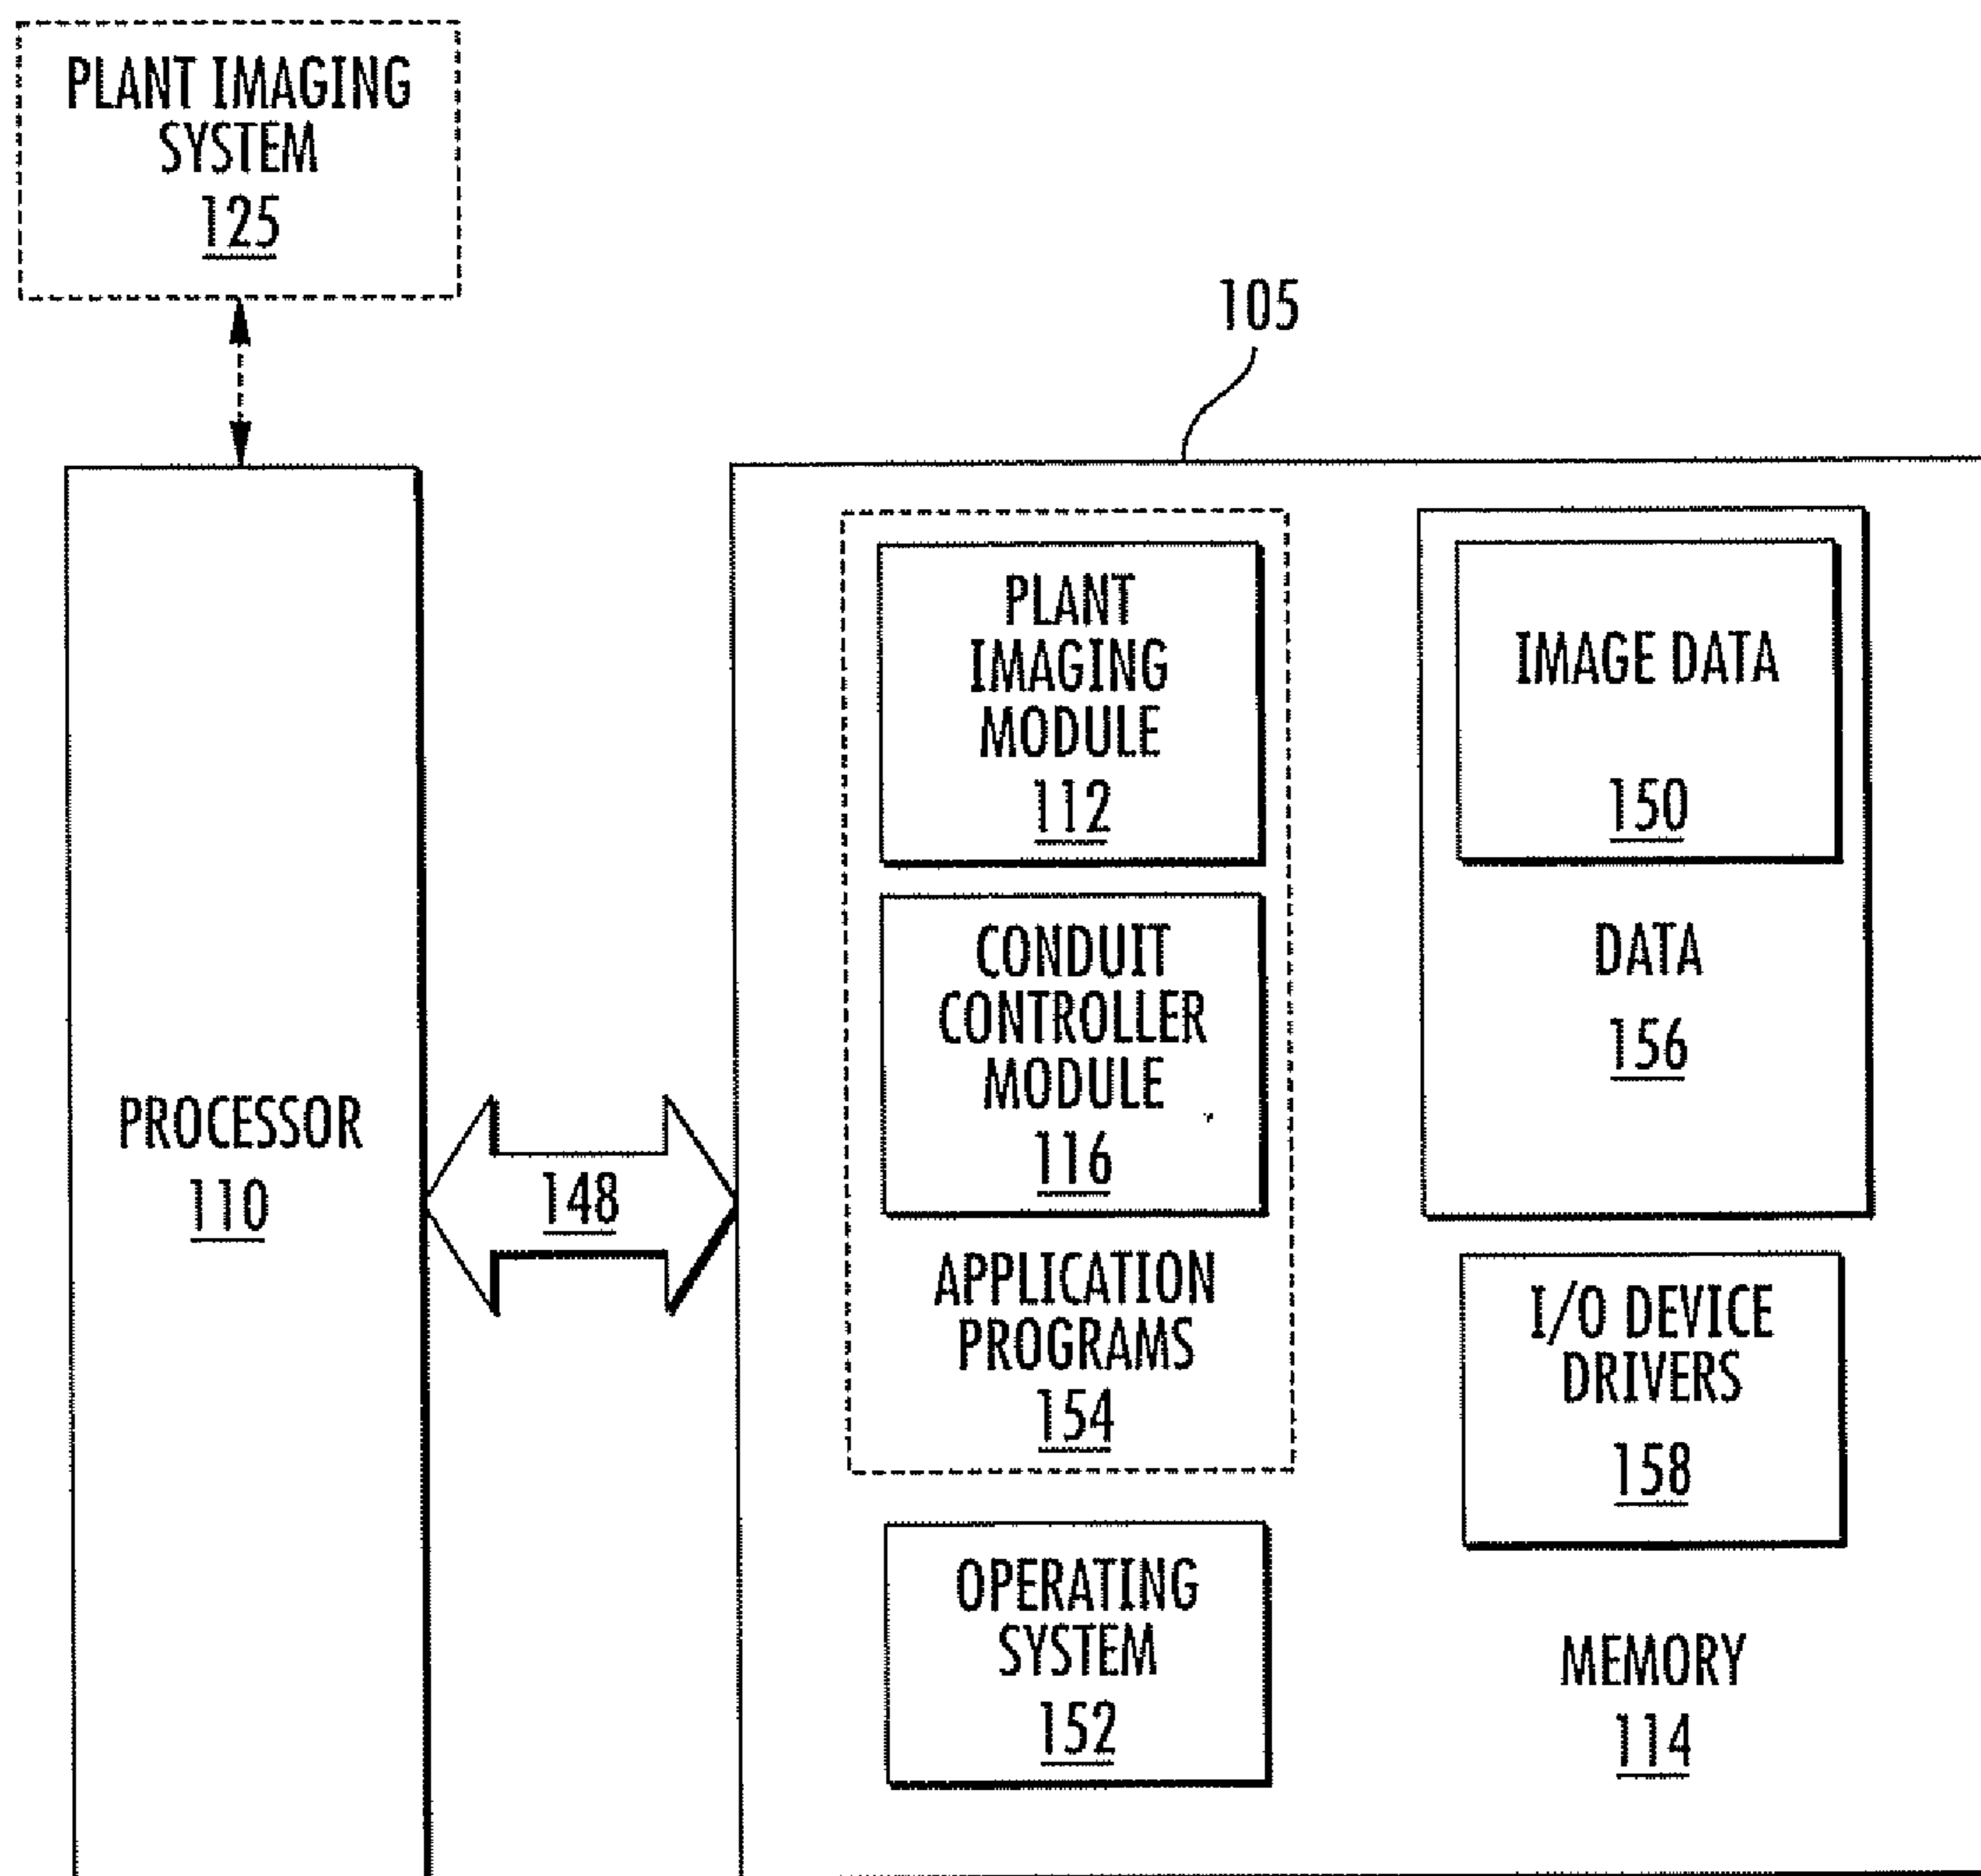 PLANT IMAGING
SYSTEM
125
105
PROCESSOR
110
148
PLANT
IMAGING
MODULE
112
CONDUIT
CONTROLLER
MODULE
116
APPLICATION
PROGRAMS
154
OPERATING
SYSTEM
152
IMAGE DATA
150
DATA
156
I/O DEVICE
DRIVERS
158
MEMORY
114